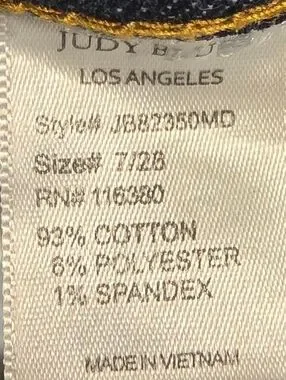 JUDY BLUE
LOS ANGELES
Style# JB82350MD
Size# 7/28
RN# 116380
93% COTTON
6% POLYESTER
1% SPANDEX
MADE IN VIETNAM